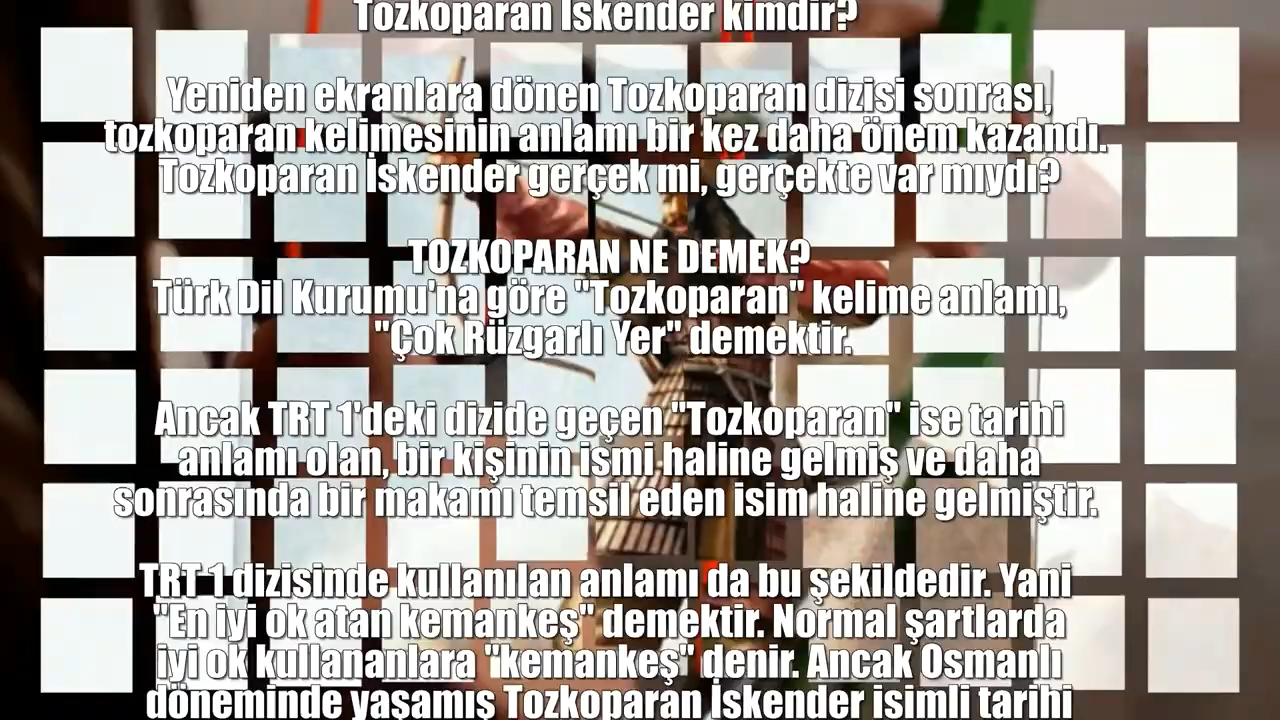 Tozkoparan İskender kimdir?
Yeniden ekranlara dönen Tozkoparan dizisi sonrası,
tozkoparan kelimesinin anlamı bir kez daha önem kazandı.
Tozkoparan İskender gerçek mi, gerçekte var mıydı?
TOZKOPARAN NE DEMEK?
Türk Dil Kurumu'na göre "Tozkoparan" kelime anlamı,
"Çok Rüzgarlı Yer" demektir.
Ancak TRT 1'deki dizide geçen "Tozkoparan" ise tarihi
anlamı olan, bir kişinin ismi haline gelmiş ve daha
sonrasında bir makamı temsil eden isim haline gelmiştir.
TRT 1 dizisinde kullanılan anlamı da bu şekildedir. Yani
"En iyi ok atan kemankeş" demektir. Normal şartlarda
iyi ok kullananlara "kemankeş" denir. Ancak Osmanlı
döneminde yaşamış Tozkoparan İskender isimli tarihi